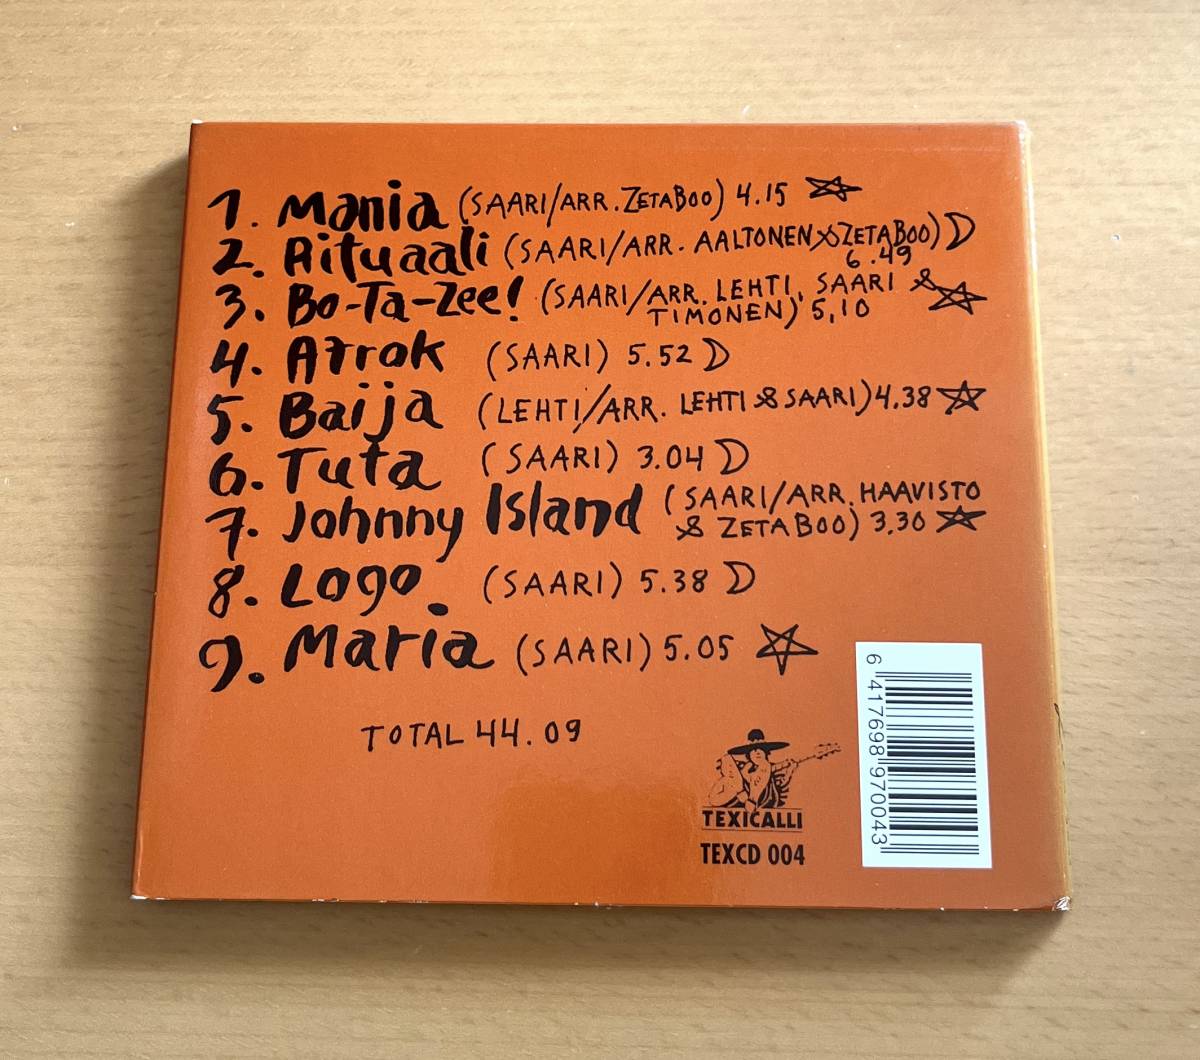 1. Mania (SAARI/ARR. ZETABOO) 4.15
2. Rituaali (SAARI/ARR. AALTONEN & ZETABOO)
6.49
3. Bo-Ta-Zee! (SAARI/ARR. LEHTI, SAARI &
TIMONEN) 5,10
4. Afrok (SAARI) 5.52
5. Baija (LEHTI/ARR. LEHTI & SAARI) 4.38
6. Tuta (SAARI) 3.04
7. Johnny Island (SAARI/ARR. HAAVISTO
& ZETABOO) 3.30
8. Logo. (SAARI) 5.38
9. Maria (SAARI) 5.05
TOTAL 44.09
TEXICALLI
TEXCD 004
6 417698 970043